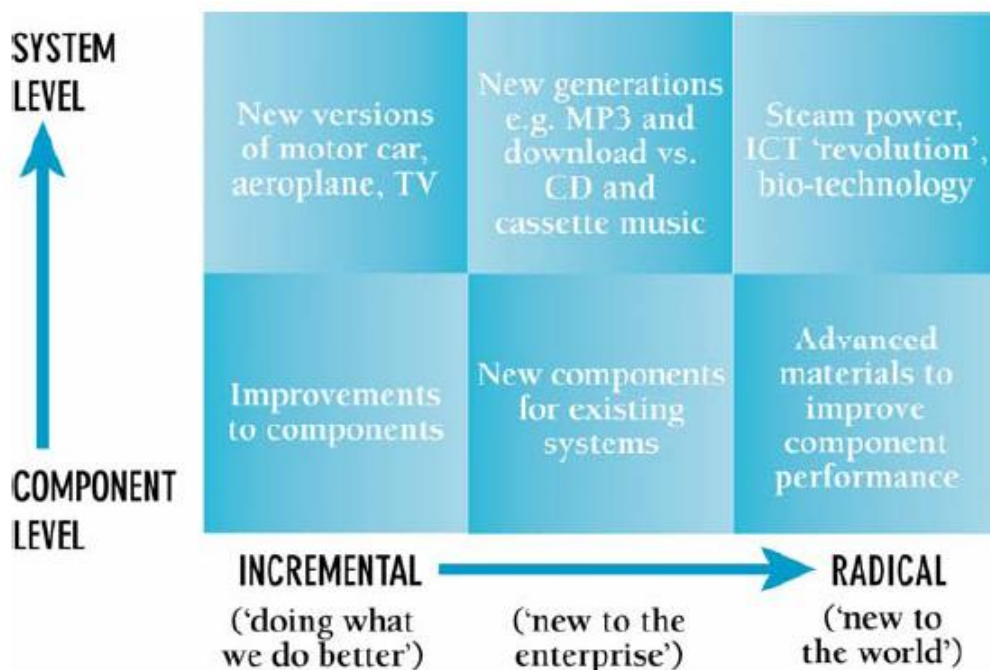 SYSTEM
LEVEL
New versions
of motor car,
aeroplane, TV
New generations
e.g. MP3 and
download vs.
CD and
cassette music
Steam power,
ICT ‘revolution’,
bio-technology
Improvements
to components
New components
for existing
systems
Advanced
materials to
improve
component
performance
COMPONENT
LEVEL
INCREMENTAL
RADICAL
(‘doing what
we do better’)
(‘new to the
enterprise’)
(‘new to
the world’)